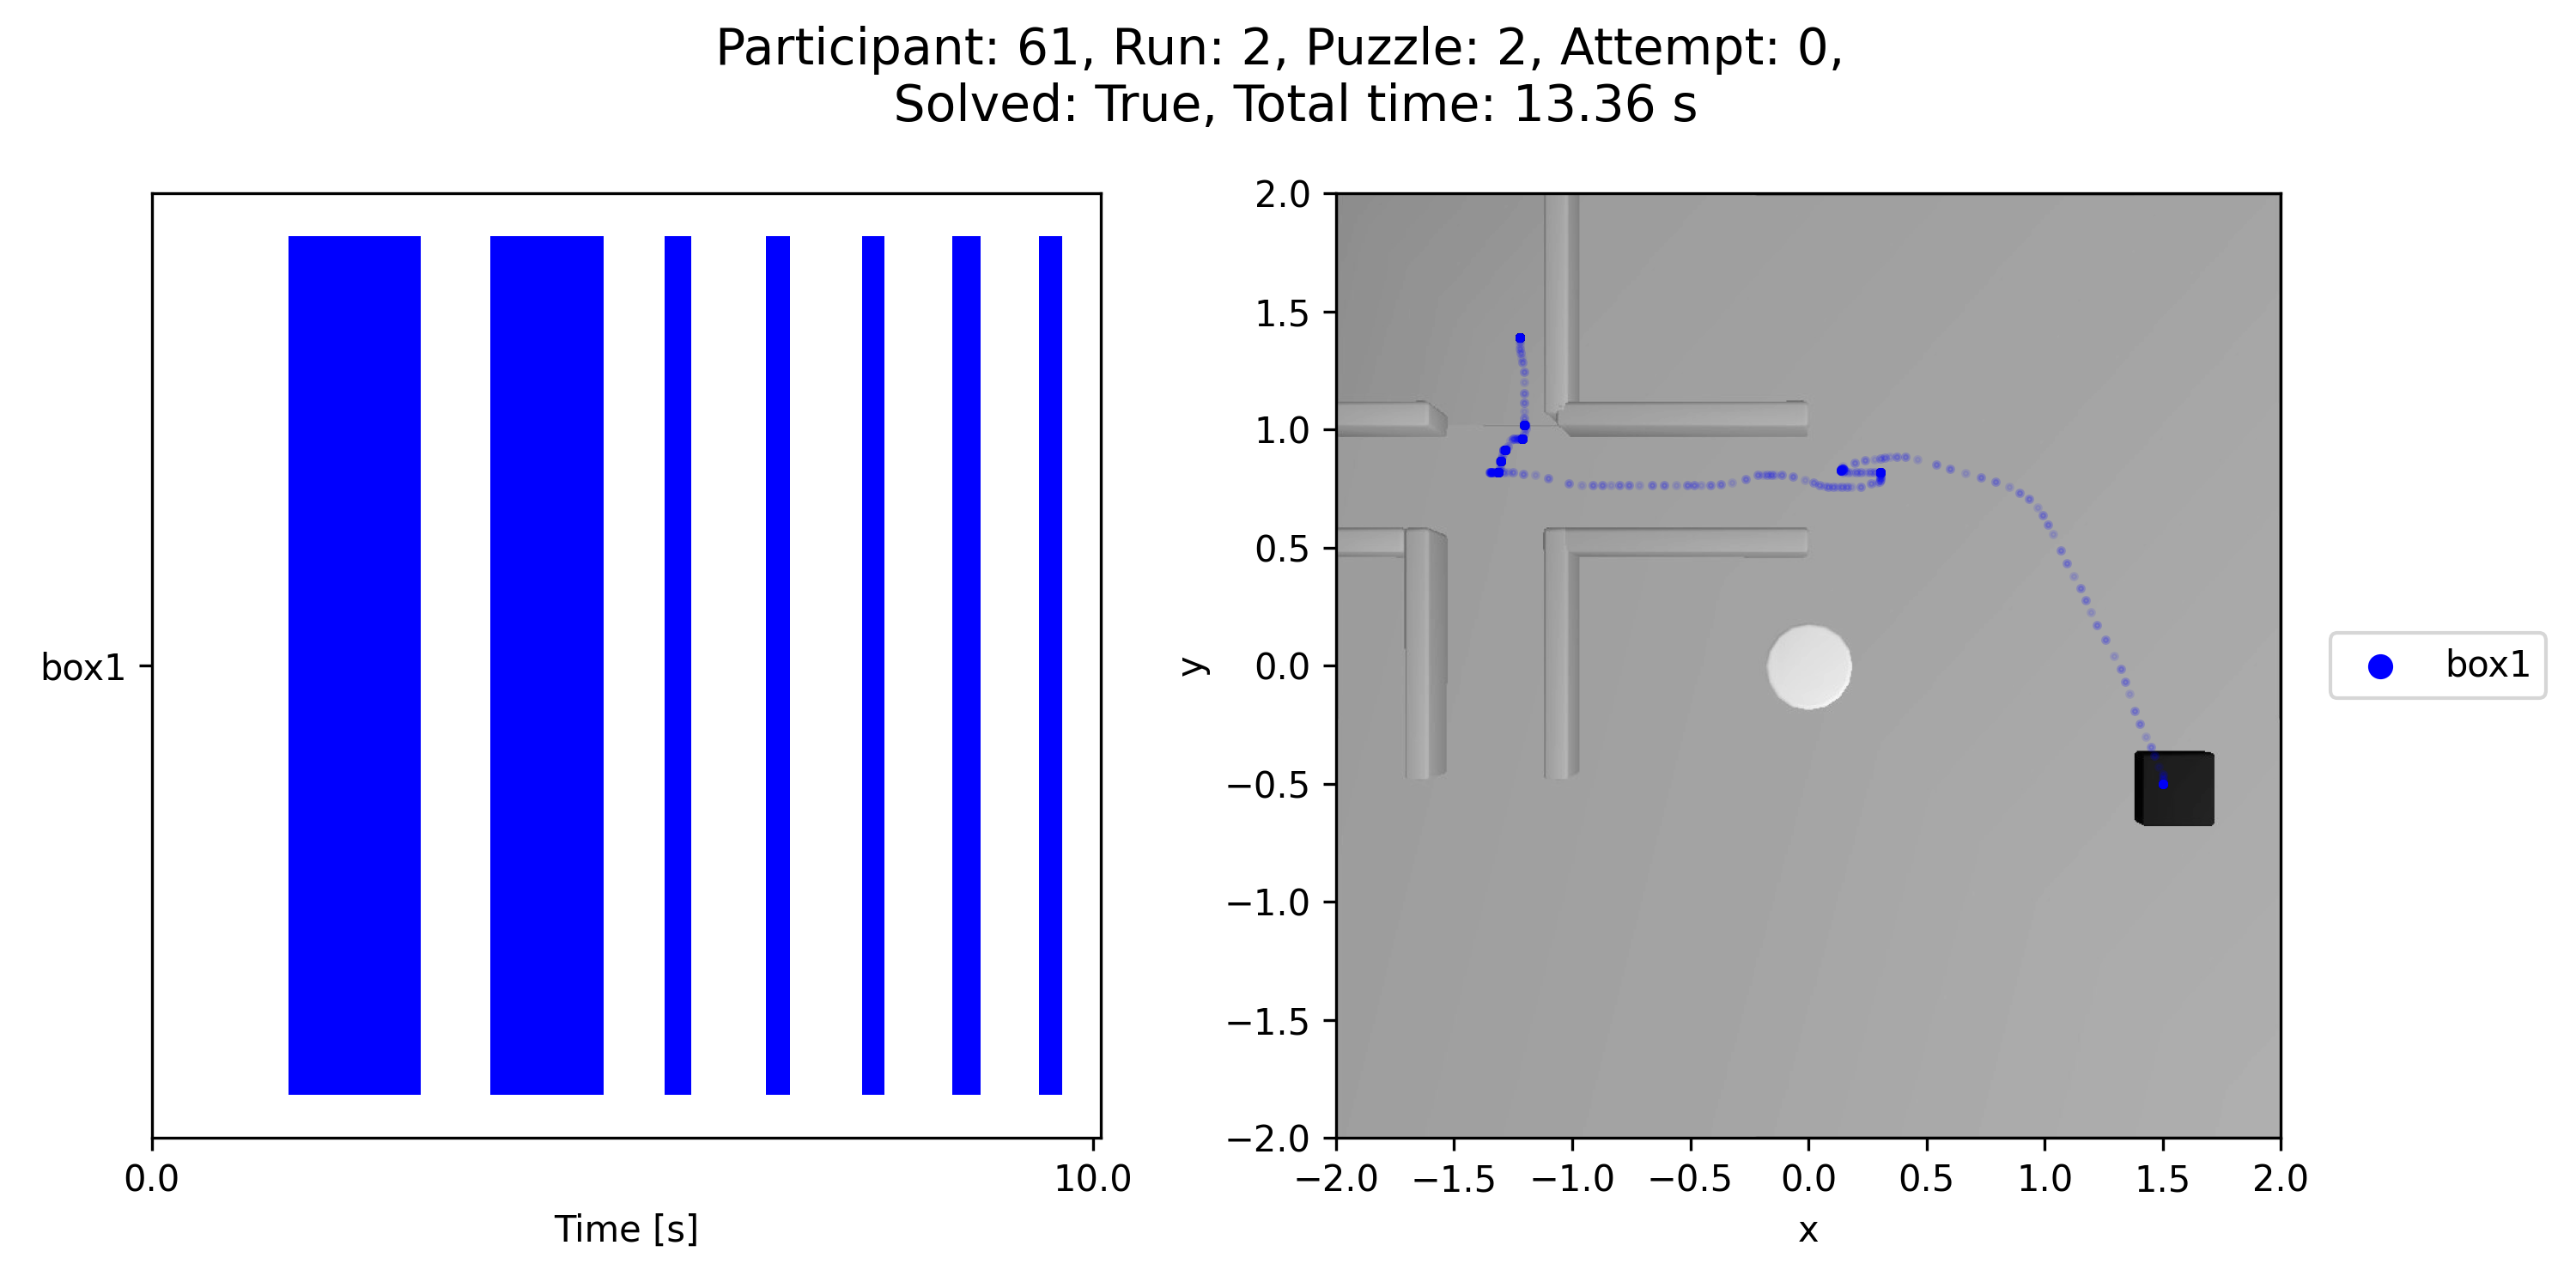 Participant: 61, Run: 2, Puzzle: 2, Attempt: 0,
Solved: True, Total time: 13.36 s
box1
0.0
10.0
Time [s]
y
2.0
1.5
1.0
0.5
0.0
−0.5
−1.0
−1.5
−2.0
−2.0 −1.5 −1.0 −0.5 0.0 0.5 1.0 1.5 2.0
x
box1